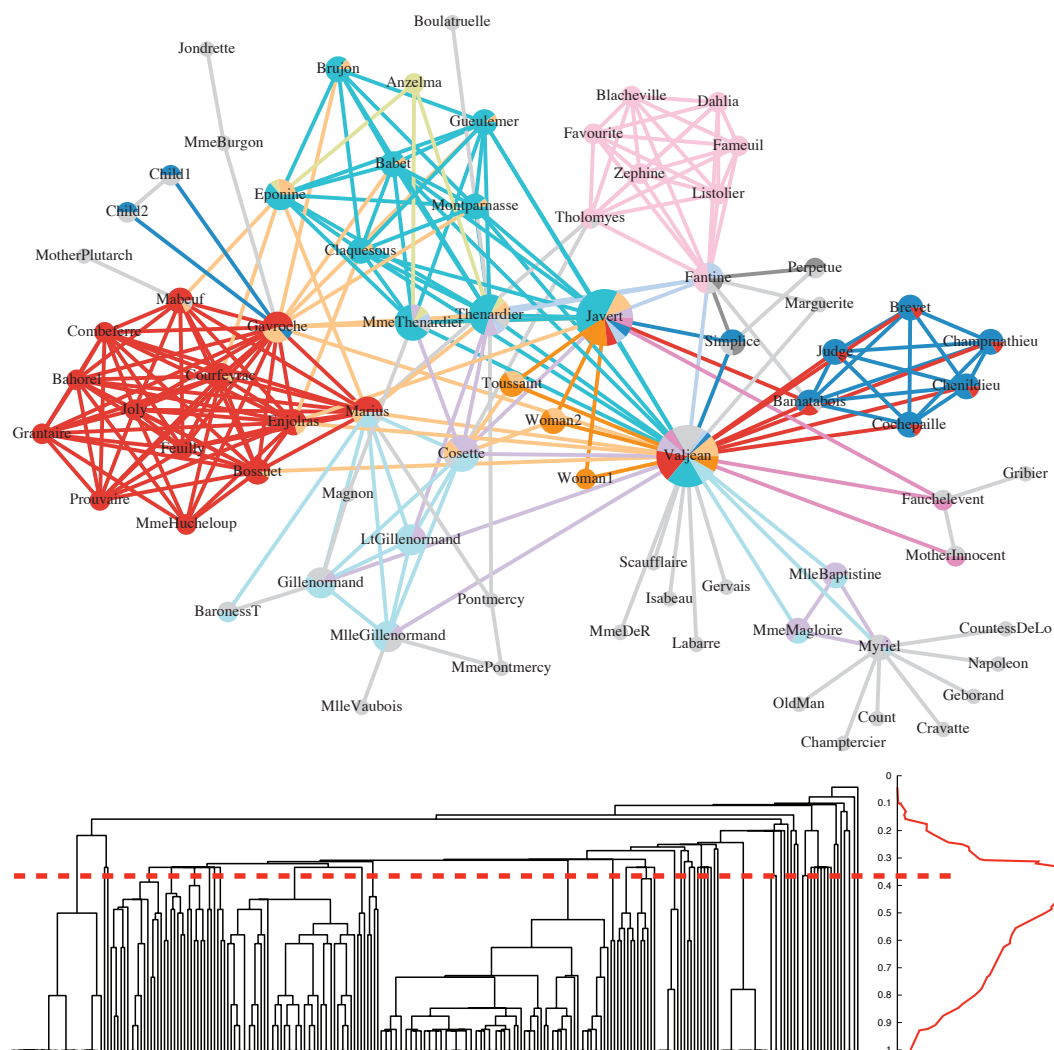 Boulatruelle
Jondrette
Brujon
Anzelma
Blacheville
Dahlia
Gueulemer
Favourite
MmeBurgon
Fameuil
Babet
Child1
Zephine
Eponine
Listolier
Montparnasse
Child2
Tholomyes
Claquesous
MotherPlutarch
Perpetue
Fantine
Mabeuf
Marguerite
Brevet
MmeThenardier
Thenardier
Javert
Gavroche
Combeferre
Simplice
Champmathieu
Judge
Courfeyrac
Bahorel
Toussaint
Chenildieu
Bamatabois
Joly
Marius
Enjolras
Woman2
Cochepaille
Grantaire
Feuilly
Cosette
Valjean
Bossuet
Woman1
Gribier
Magnon
Prouvaire
Fauchelevent
MmeHucheloup
LtGillenormand
MotherInnocent
Scaufflaire
MlleBaptistine
Gillenormand
Gervais
Isabeau
Pontmercy
BaronessT
MmeDeR
MmeMagloire
CountessDeLo
MlleGillenormand
Labarre
Myriel
Napoleon
MmePontmercy
Geborand
OldMan
MlleVaubois
Count
Cravatte
Champtercier
0
0.1
0.2
0.3
0.4
0.5
0.6
0.7
0.8
0.9
1